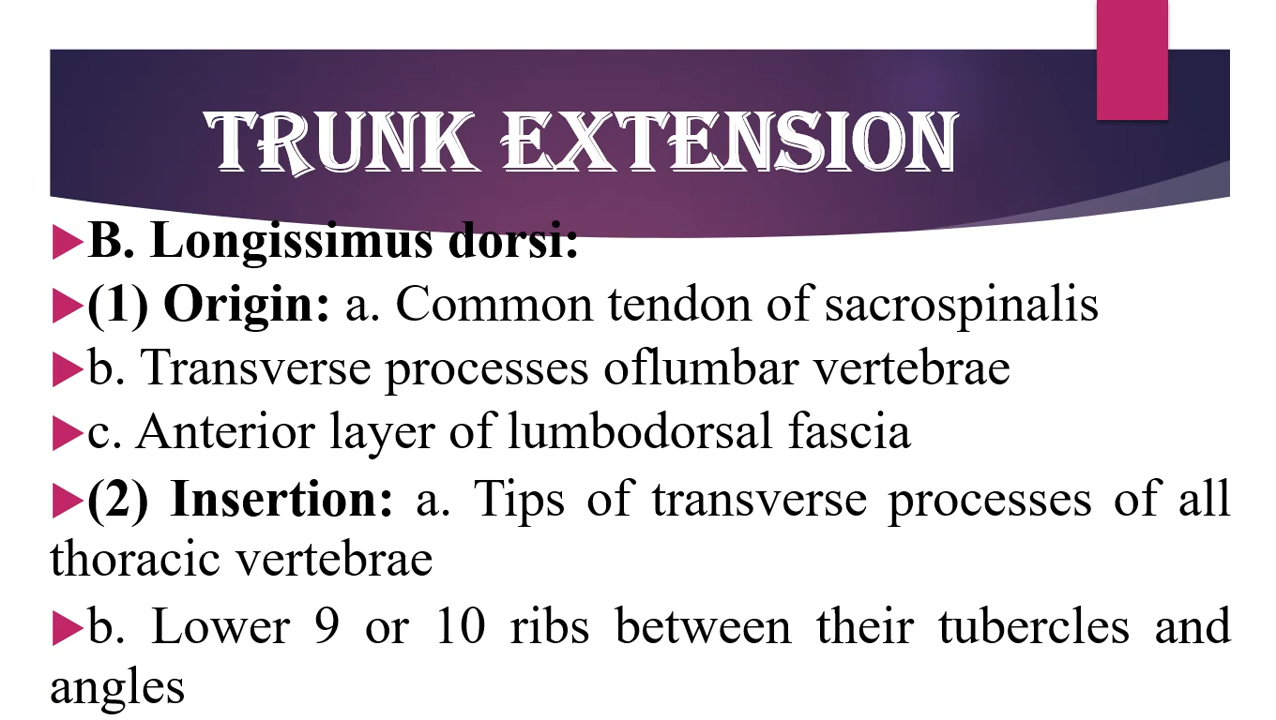 TRUNK EXTENSION
B. Longissimus dorsi:
(1) Origin: a. Common tendon of sacrospinalis
b. Transverse processes oflumbar vertebrae
c. Anterior layer of lumbodorsal fascia
(2) Insertion: a. Tips of transverse processes of all
thoracic vertebrae
b. Lower 9 or 10 ribs between their tubercles and
angles